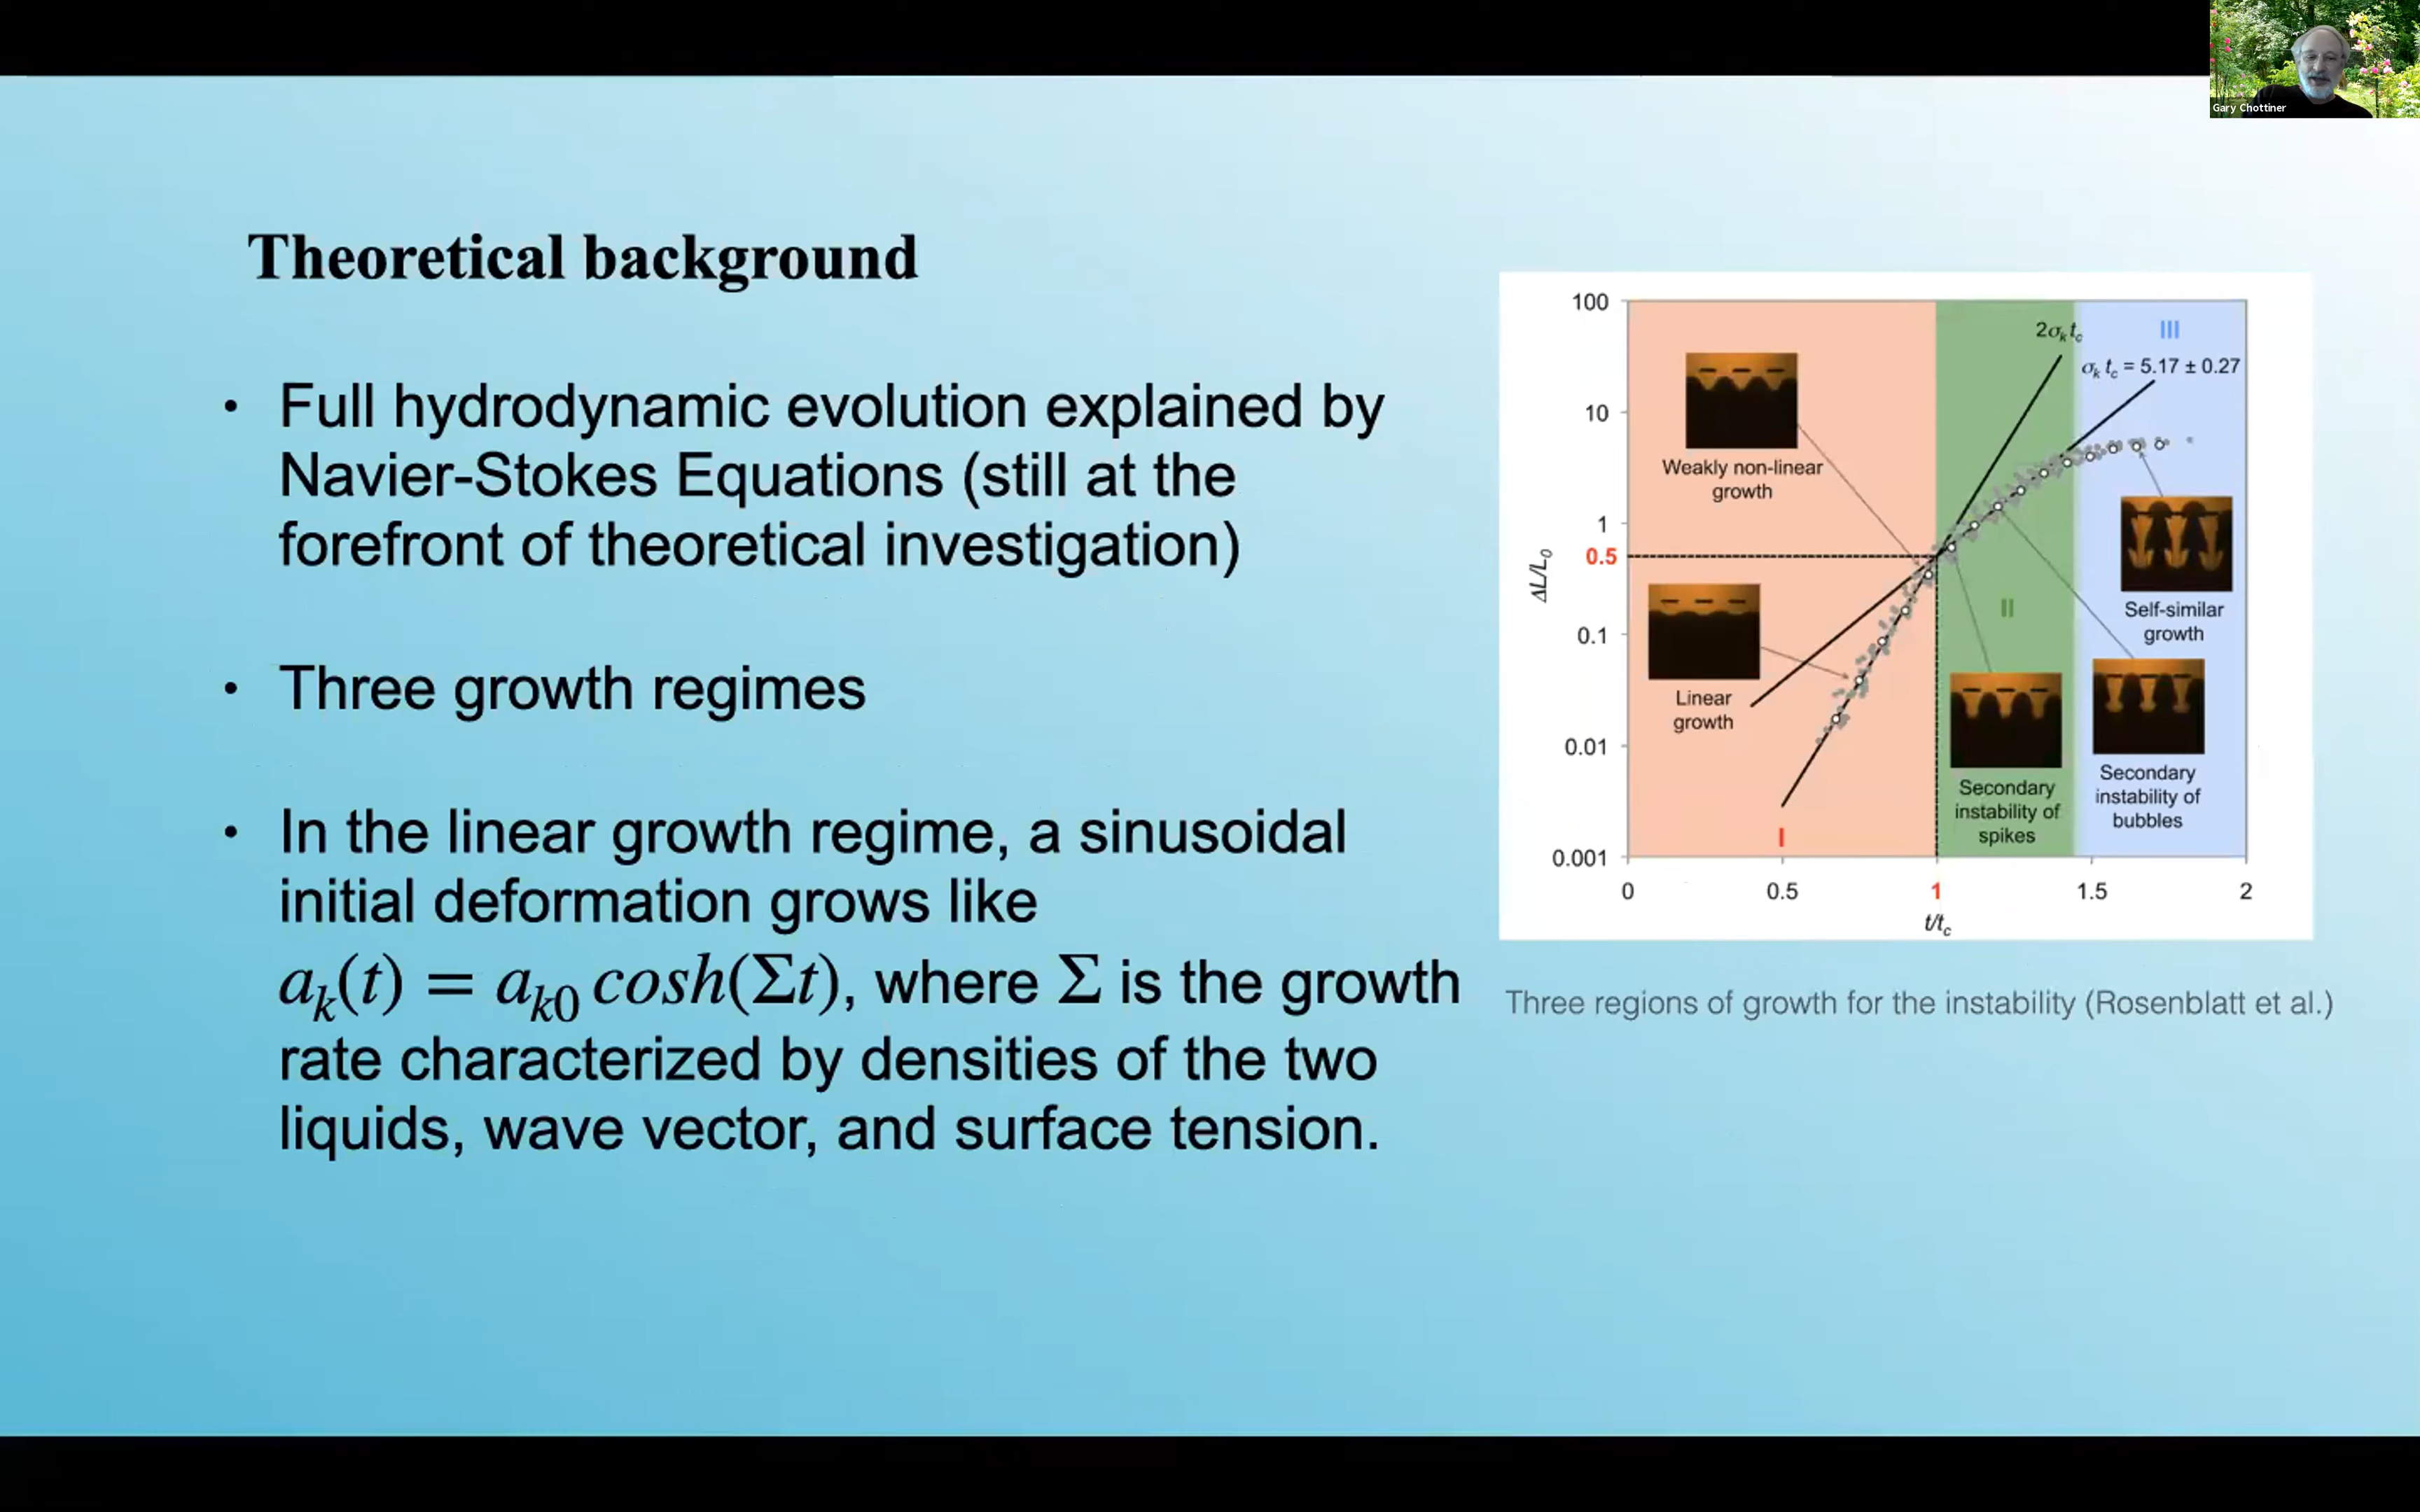 Gary Chottiner
Theoretical background
• Full hydrodynamic evolution explained by
Navier-Stokes Equations (still at the
forefront of theoretical investigation)
• Three growth regimes
• In the linear growth regime, a sinusoidal
initial deformation grows like
a_k(t) = a_k0 cosh(Σt), where Σ is the growth
rate characterized by densities of the two
liquids, wave vector, and surface tension.
100
10
1
0.5
0.1
0.01
0.001
ΔL/L₀
0
0.5
1
1.5
2
t/t_c
Weakly non-linear
growth
Linear
growth
I
II
III
2σ_k t_c
σ_k t_c = 5.17 ± 0.27
Self-similar
growth
Secondary
instability of
spikes
Secondary
instability of
bubbles
Three regions of growth for the instability (Rosenblatt et al.)